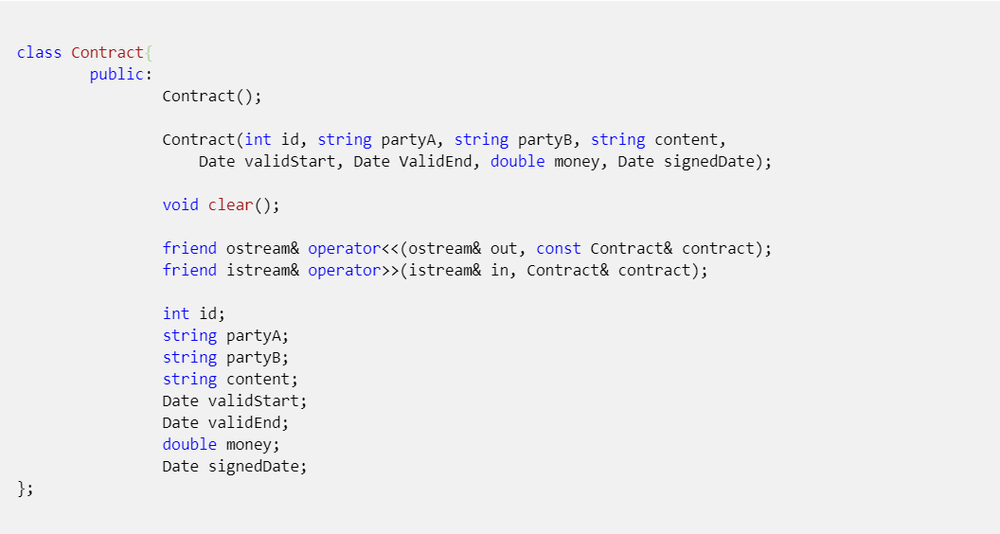 class Contract{
public:
Contract();
Contract(int id, string partyA, string partyB, string content,
Date validStart, Date ValidEnd, double money, Date signedDate);
void clear();
friend ostream& operator<<(ostream& out, const Contract& contract);
friend istream& operator>>(istream& in, Contract& contract);
int id;
string partyA;
string partyB;
string content;
Date validStart;
Date validEnd;
double money;
Date signedDate;
};